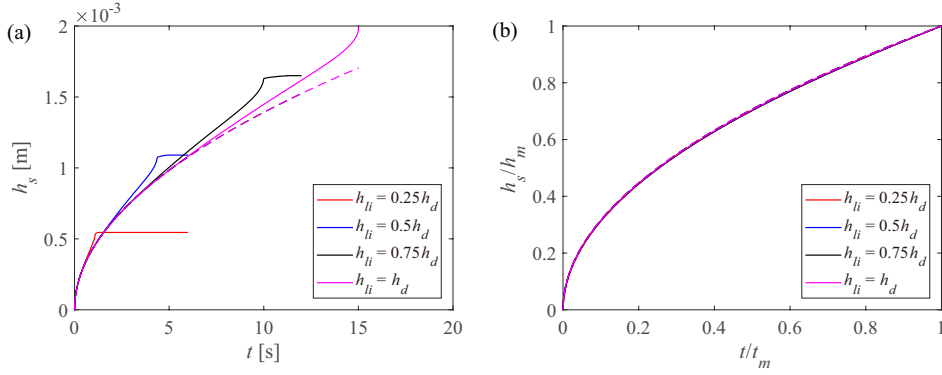 (a)
×10⁻³
2
1.5
1
0.5
0
h_s [m]
0 5 10 15 20
t [s]
h_li = 0.25h_d
h_li = 0.5h_d
h_li = 0.75h_d
h_li = h_d
(b)
1
0.8
0.6
0.4
0.2
0
h_s/h_m
0 0.2 0.4 0.6 0.8 1
t/t_m
h_li = 0.25h_d
h_li = 0.5h_d
h_li = 0.75h_d
h_li = h_d